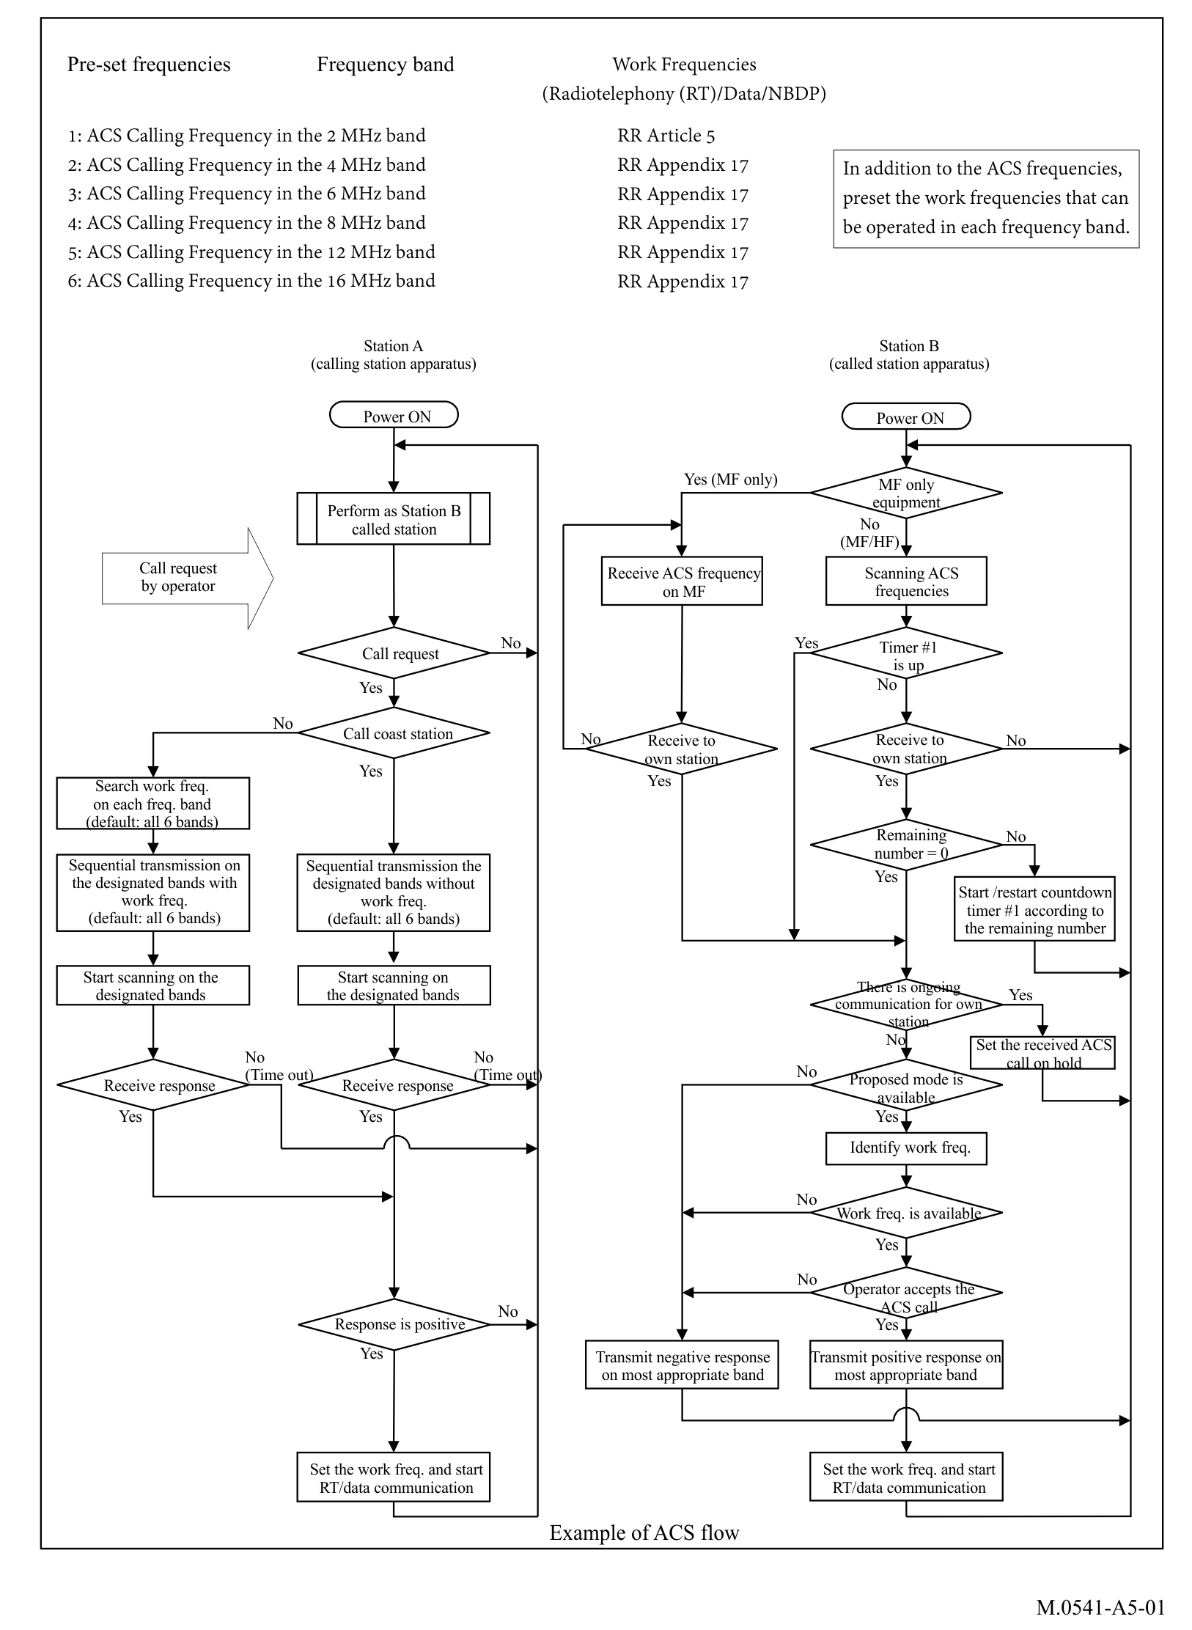 Pre-set frequencies Frequency band Work Frequencies
(Radiotelephony (RT)/Data/NBDP)
1: ACS Calling Frequency in the 2 MHz band RR Article 5
2: ACS Calling Frequency in the 4 MHz band RR Appendix 17
3: ACS Calling Frequency in the 6 MHz band RR Appendix 17
4: ACS Calling Frequency in the 8 MHz band RR Appendix 17
5: ACS Calling Frequency in the 12 MHz band RR Appendix 17
6: ACS Calling Frequency in the 16 MHz band RR Appendix 17
In addition to the ACS frequencies,
preset the work frequencies that can
be operated in each frequency band.
Station A
(calling station apparatus)
Power ON
Perform as Station B
called station
Call request
by operator
Call request
No
Yes
Call coast station
No
Yes
Search work freq.
on each freq. band
(default: all 6 bands)
Sequential transmission on
the designated bands with
work freq.
(default: all 6 bands)
Start scanning on the
designated bands
Receive response
No
(Time out)
Yes
Sequential transmission the
designated bands without
work freq.
(default: all 6 bands)
Start scanning on
the designated bands
Receive response
No
(Time out)
Yes
Response is positive
No
Yes
Set the work freq. and start
RT/data communication
Station B
(called station apparatus)
Power ON
MF only
equipment
Yes (MF only)
No
(MF/HF)
Receive ACS frequency
on MF
Receive to
own station
No
Yes
Scanning ACS
frequencies
Timer #1
is up
Yes
No
Receive to
own station
No
Yes
Remaining
number = 0
No
Yes
Start /restart countdown
timer #1 according to
the remaining number
There is ongoing
communication for own
station
Yes
No
Set the received ACS
call on hold
Proposed mode is
available
No
Yes
Identify work freq.
Work freq. is available
No
Yes
Operator accepts the
ACS call
No
Yes
Transmit negative response
on most appropriate band
Transmit positive response on
most appropriate band
Set the work freq. and start
RT/data communication
Example of ACS flow
M.0541-A5-01